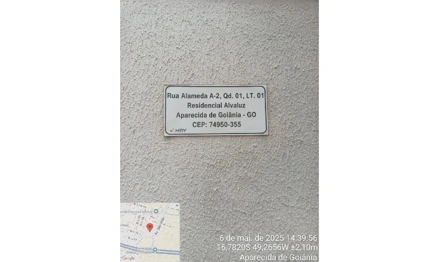 Rua Alameda A-2, Qd. 01, LT. 01
Residencial Alvaluz
Aparecida de Goiânia - GO
CEP: 74950-355
6 de mai. de 2025 14:39:56
16,7820S 49,2656W ±2,10m
Aparecida de Goiânia
Google